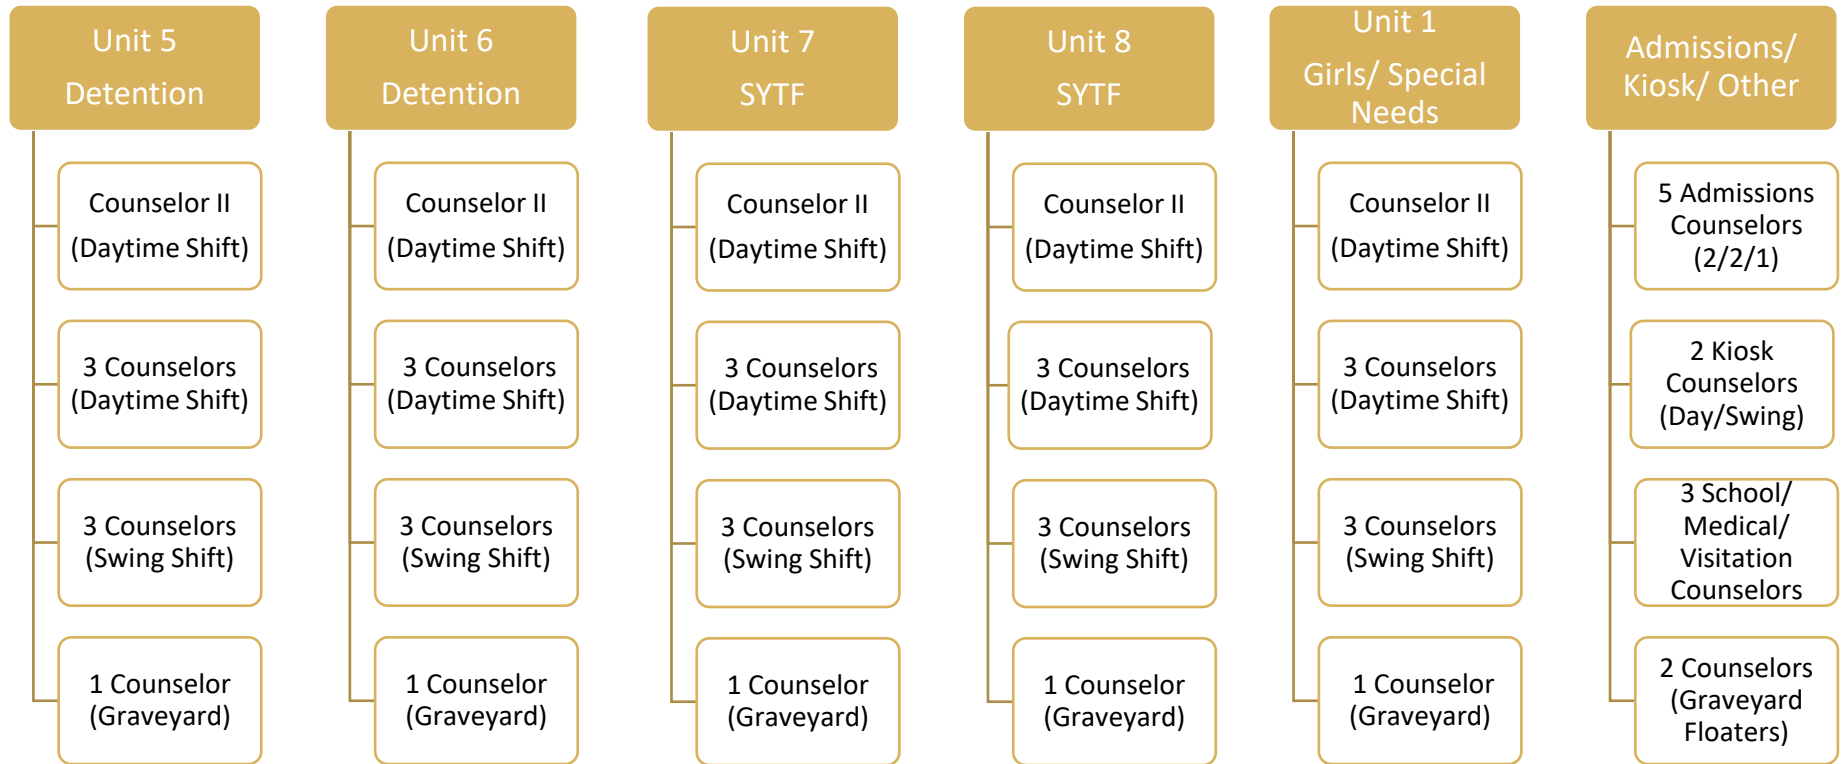 Unit 5
Detention
Counselor II
(Daytime Shift)
3 Counselors
(Daytime Shift)
3 Counselors
(Swing Shift)
1 Counselor
(Graveyard)
Unit 6
Detention
Counselor II
(Daytime Shift)
3 Counselors
(Daytime Shift)
3 Counselors
(Swing Shift)
1 Counselor
(Graveyard)
Unit 7
SYTF
Counselor II
(Daytime Shift)
3 Counselors
(Daytime Shift)
3 Counselors
(Swing Shift)
1 Counselor
(Graveyard)
Unit 8
SYTF
Counselor II
(Daytime Shift)
3 Counselors
(Daytime Shift)
3 Counselors
(Swing Shift)
1 Counselor
(Graveyard)
Unit 1
Girls/ Special
Needs
Counselor II
(Daytime Shift)
3 Counselors
(Daytime Shift)
3 Counselors
(Swing Shift)
1 Counselor
(Graveyard)
Admissions/
Kiosk/ Other
5 Admissions
Counselors
(2/2/1)
2 Kiosk
Counselors
(Day/Swing)
3 School/
Medical/
Visitation
Counselors
2 Counselors
(Graveyard
Floaters)